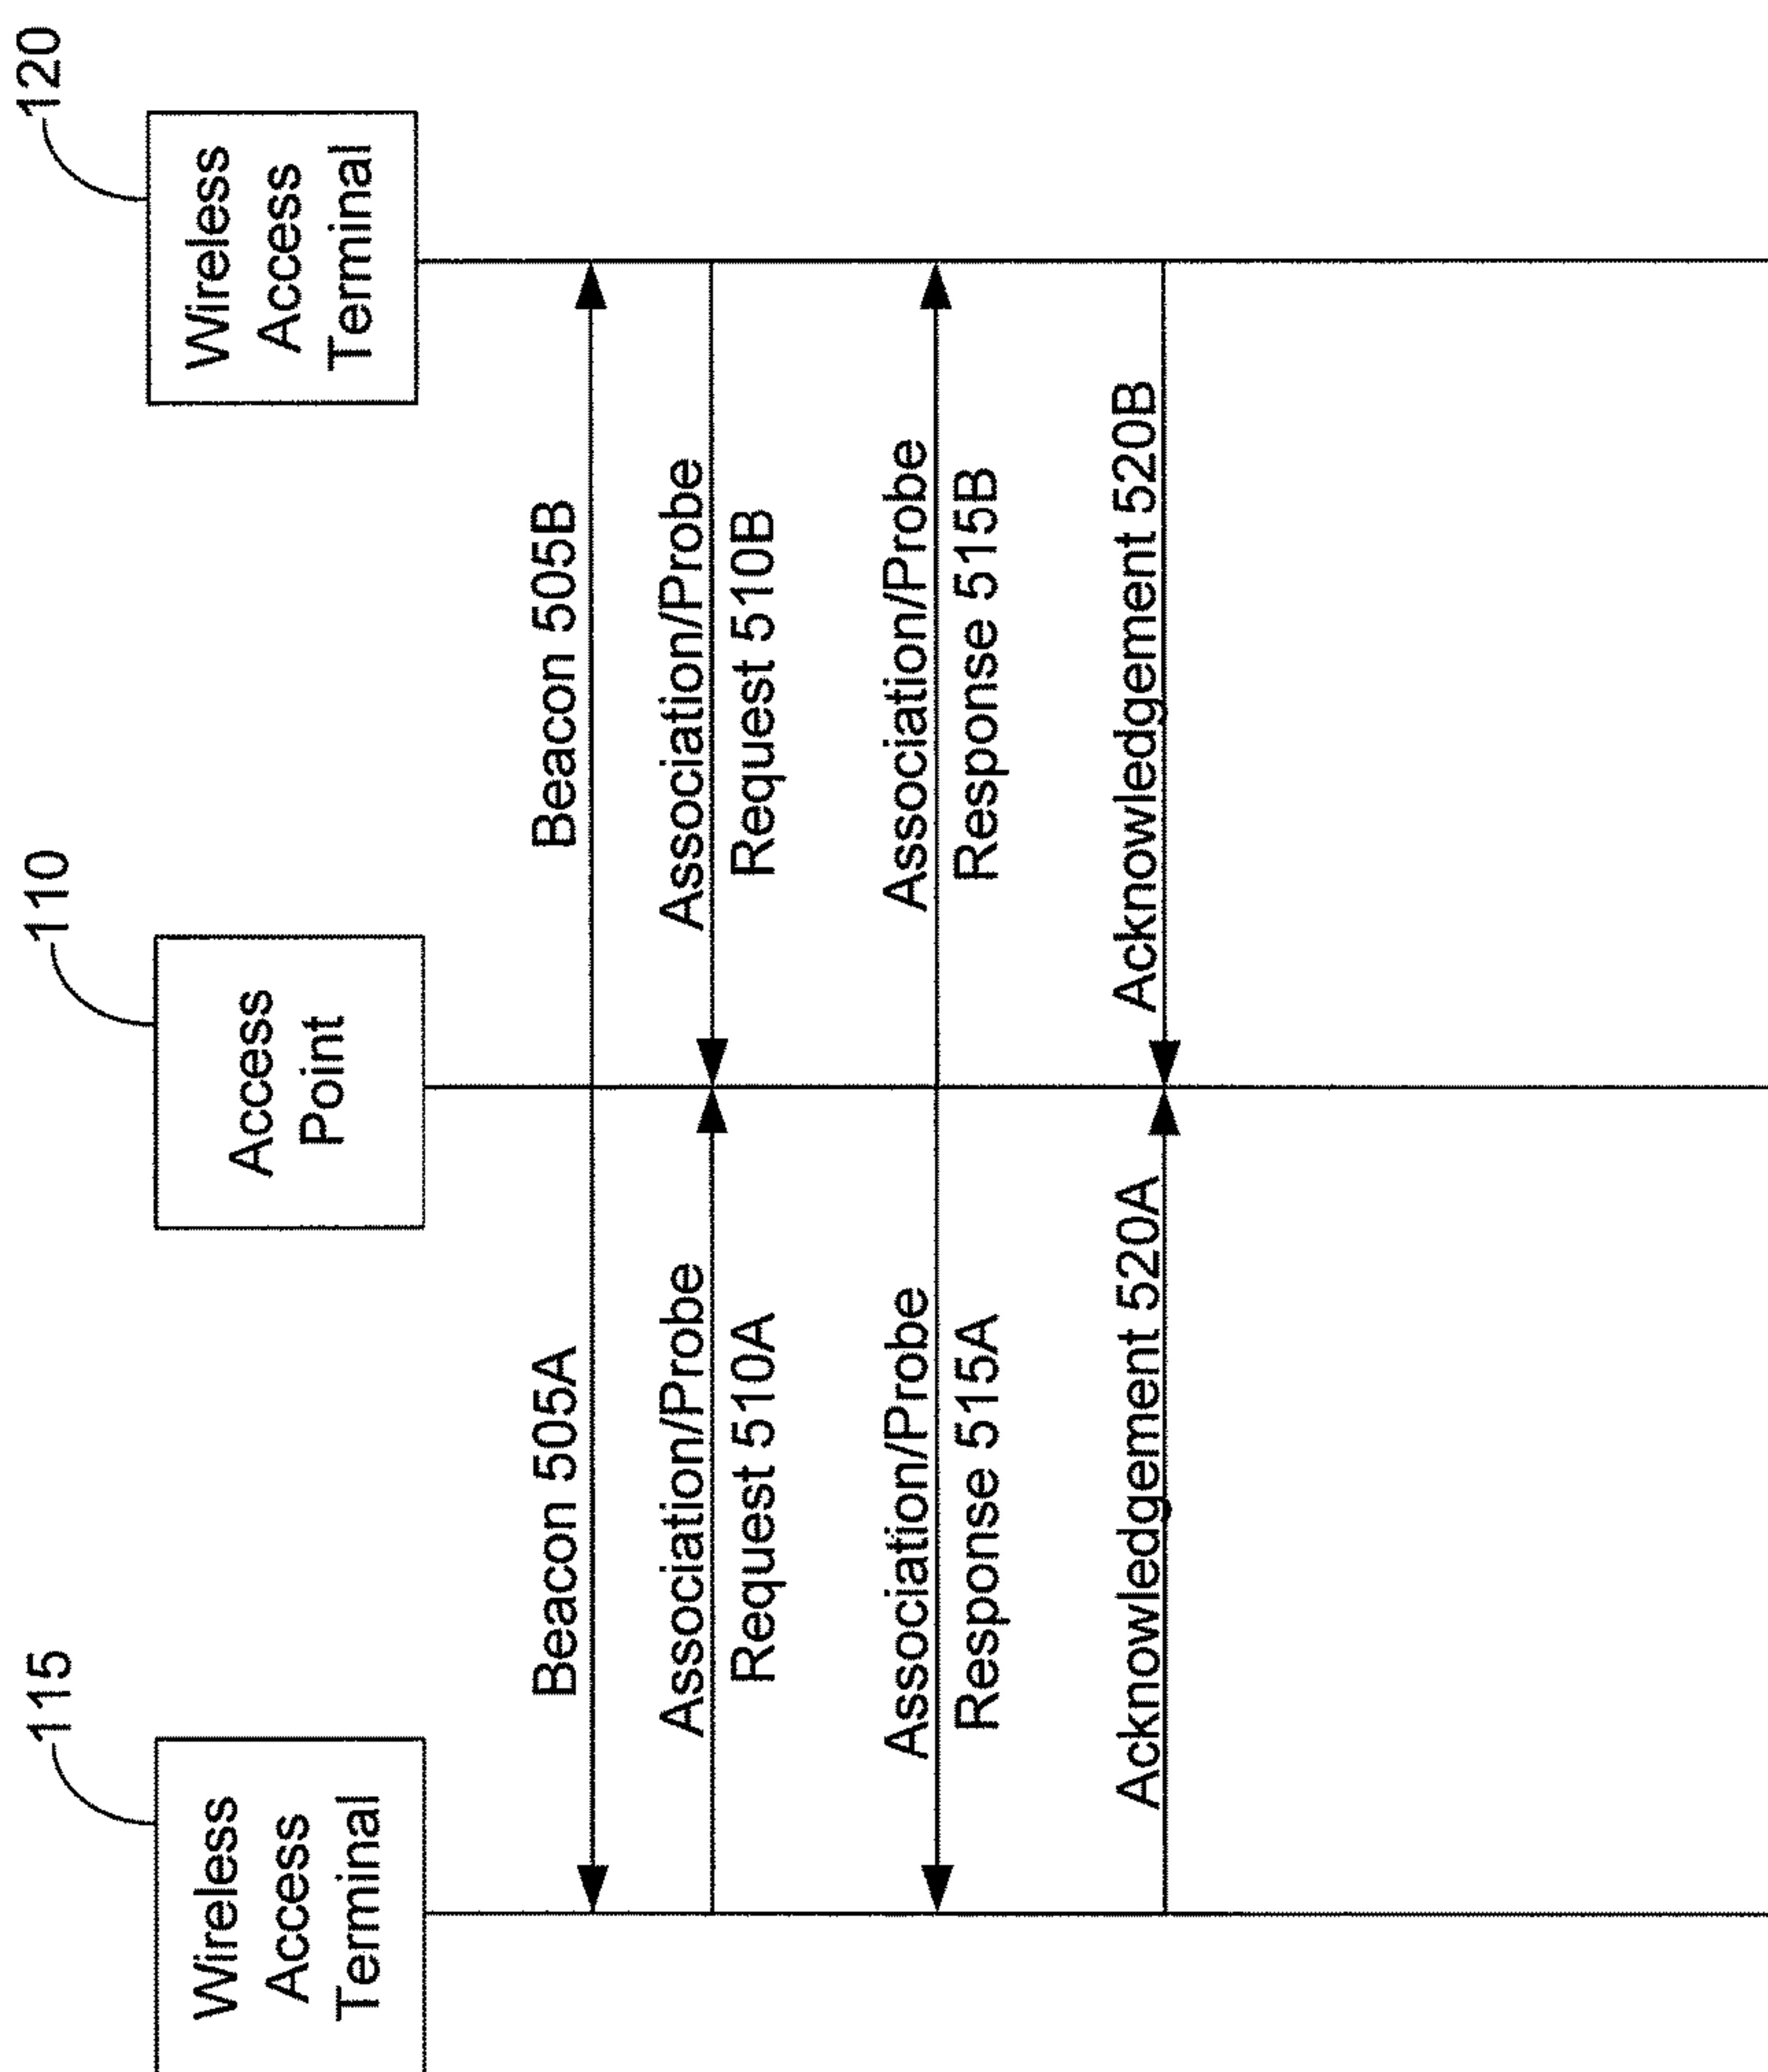 115
110
120
Wireless
Access
Terminal
Access
Point
Wireless
Access
Terminal
Beacon 505A
Beacon 505B
Association/Probe
Request 510A
Association/Probe
Request 510B
Association/Probe
Response 515A
Association/Probe
Response 515B
Acknowledgement 520A
Acknowledgement 520B